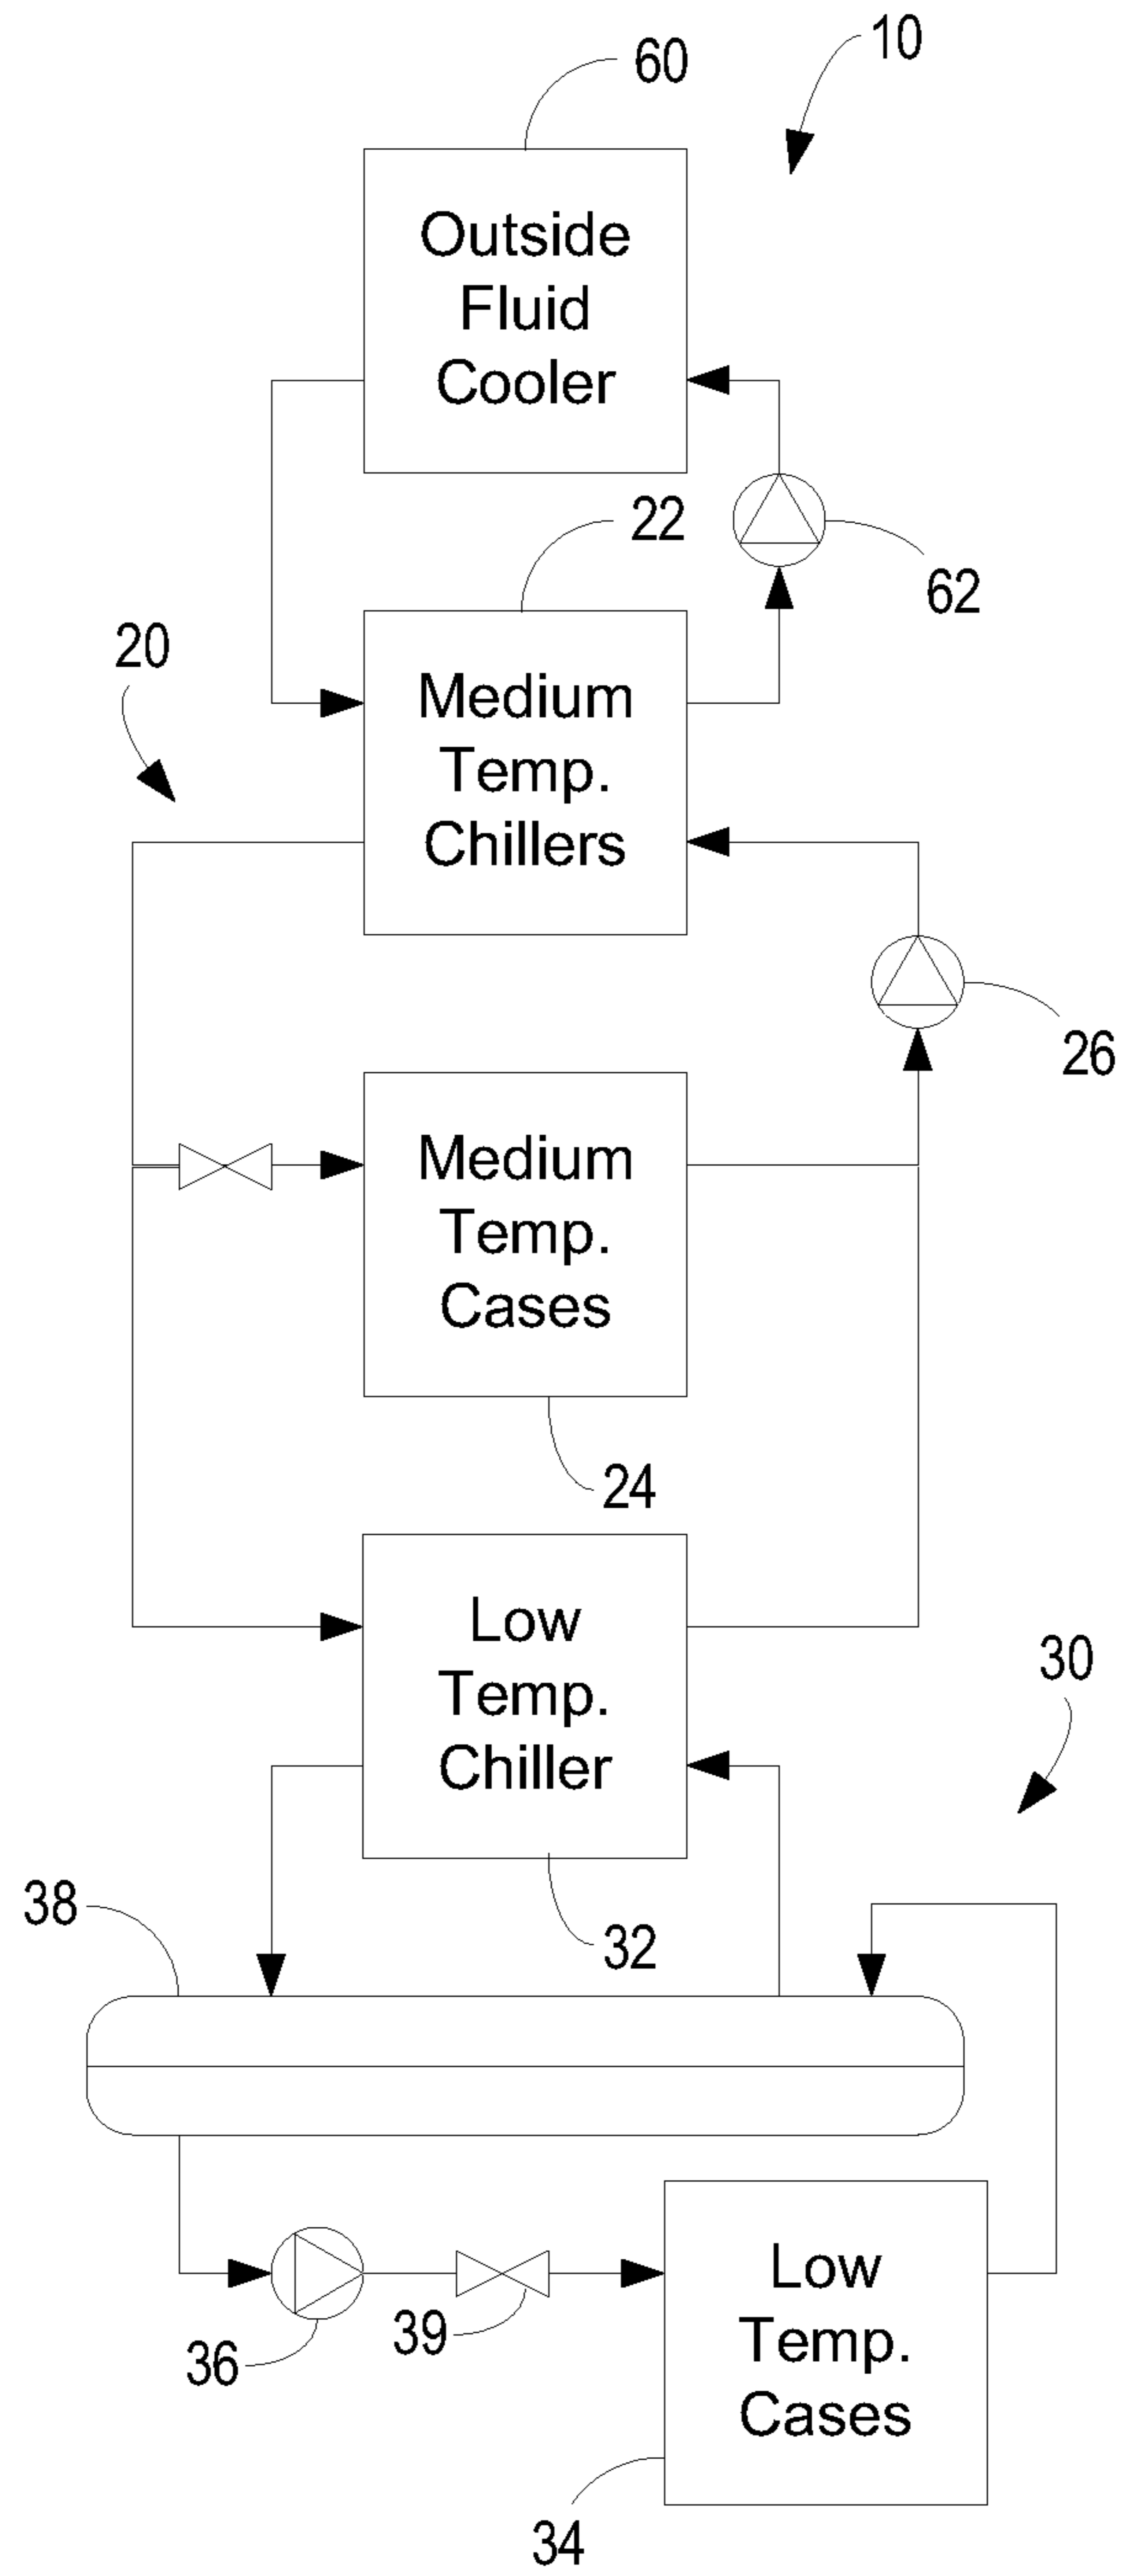 10
60
Outside
Fluid
Cooler
22
62
20
Medium
Temp.
Chillers
26
Medium
Temp.
Cases
24
Low
Temp.
Chiller
30
38
32
Low
Temp.
Cases
39
36
34